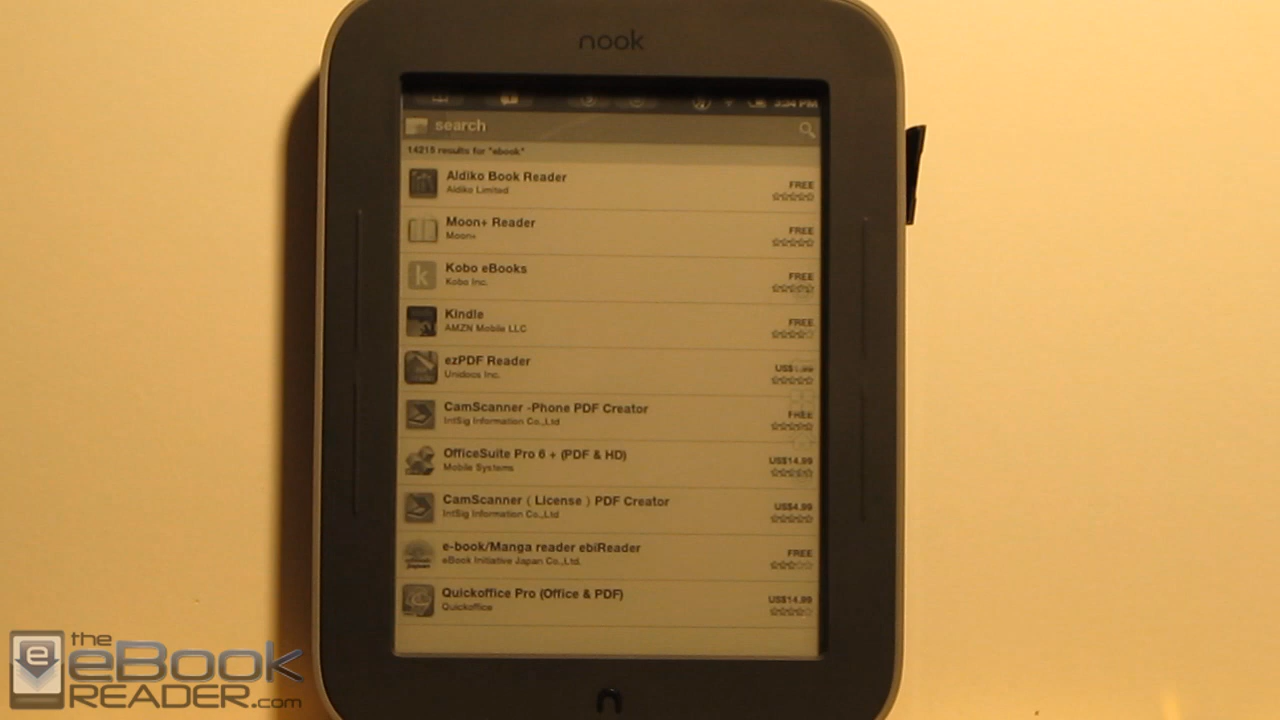 nook
3:34 PM
search
14215 results for "ebook"
Aldiko Book Reader
Aldiko Limited
FREE
Moon+ Reader
Moon+
FREE
Kobo eBooks
Kobo Inc.
FREE
Kindle
AMZN Mobile LLC
FREE
ezPDF Reader
Unidocs Inc.
CamScanner -Phone PDF Creator
IntSig Information Co.,Ltd
FREE
OfficeSuite Pro 6 + (PDF & HD)
Mobile Systems
US$14.99
CamScanner ( License ) PDF Creator
IntSig Information Co.,Ltd
US$4.99
e-book/Manga reader ebiReader
eBook Initiative Japan Co.,Ltd.
FREE
Quickoffice Pro (Office & PDF)
Quickoffice
US$14.99
n
e
the
eBook
READER.com